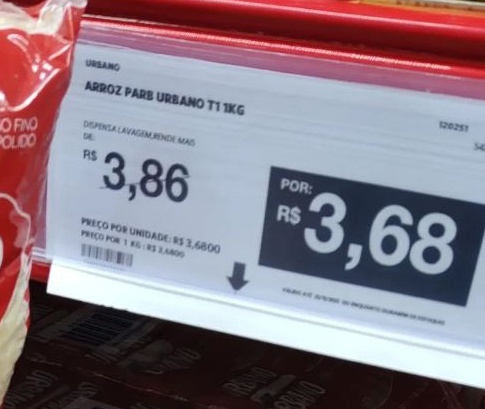 O FINO
POLIDO
URBANO
ARROZ PARB URBANO T1 1KG
120251
DISPENSA LAVAGEM,RENDE MAIS
DE:
R$ 3,86
POR:
R$ 3,68
PREÇO POR UNIDADE: R$ 3,6800
PREÇO POR 1 KG : R$ 3,6800